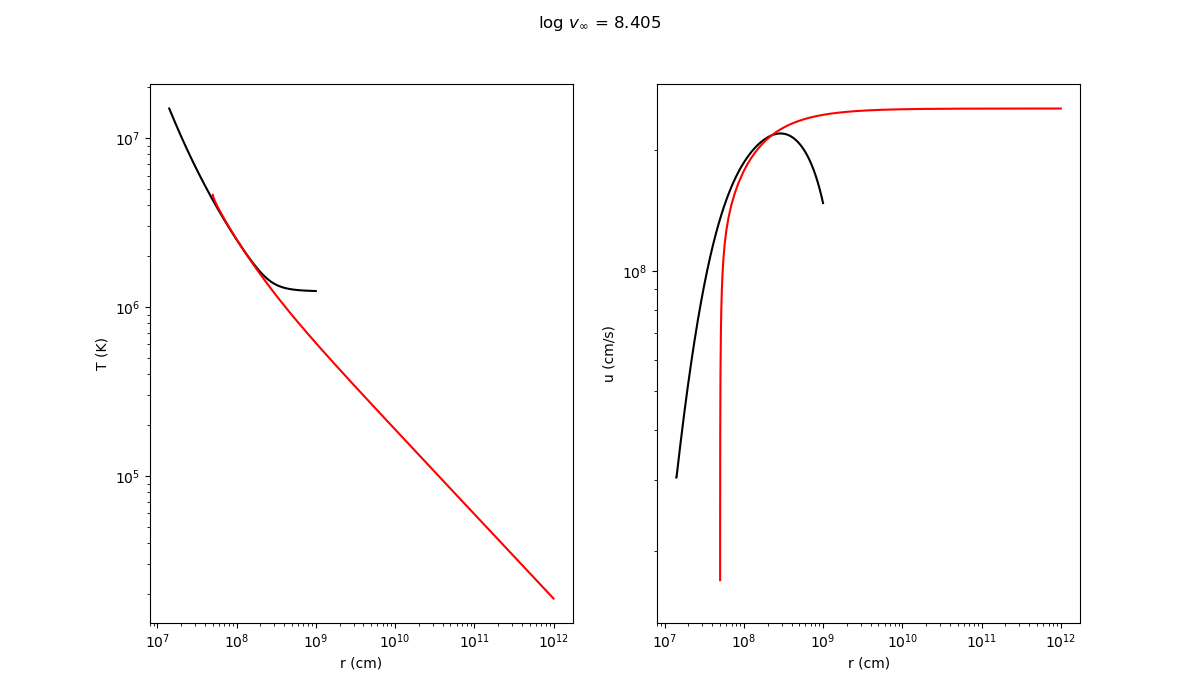 log v∞ = 8.405
T (K)
10⁷
10⁶
10⁵
10⁷ 10⁸ 10⁹ 10¹⁰ 10¹¹ 10¹²
r (cm)
u (cm/s)
10⁸
10⁷ 10⁸ 10⁹ 10¹⁰ 10¹¹ 10¹²
r (cm)